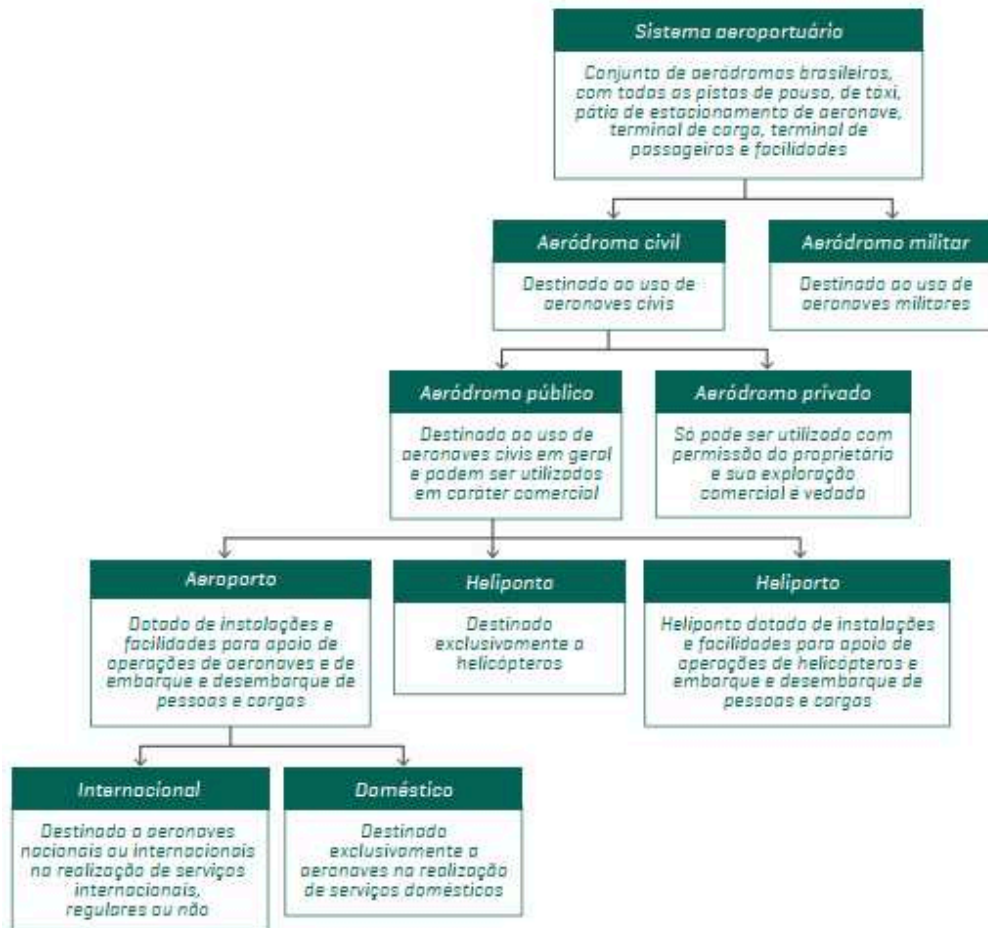 Sistema aeroportuário
Conjunto de aeródromos brasileiros,
com todas as pistas de pouso, de táxi,
pátio de estacionamento de aeronave,
terminal de carga, terminal de
passageiros e facilidades
Aeródromo civil
Destinado ao uso de
aeronaves civis
Aeródromo militar
Destinado ao uso de
aeronaves militares
Aeródromo público
Destinado ao uso de
aeronaves civis em geral
e podem ser utilizados
em caráter comercial
Aeródromo privado
Só pode ser utilizado com
permissão do proprietário
e sua exploração
comercial é vedada
Aeroporto
Dotado de instalações e
facilidades para apoio de
operações de aeronaves e de
embarque e desembarque de
pessoas e cargas
Heliponto
Destinado
exclusivamente a
helicópteros
Heliporto
Heliponto dotado de instalações
e facilidades para apoio de
operações de helicópteros e
embarque e desembarque de
pessoas e cargas
Internacional
Destinado a aeronaves
nacionais ou internacionais
na realização de serviços
internacionais,
regulares ou não
Doméstico
Destinado
exclusivamente a
aeronaves na realização
de serviços domésticos